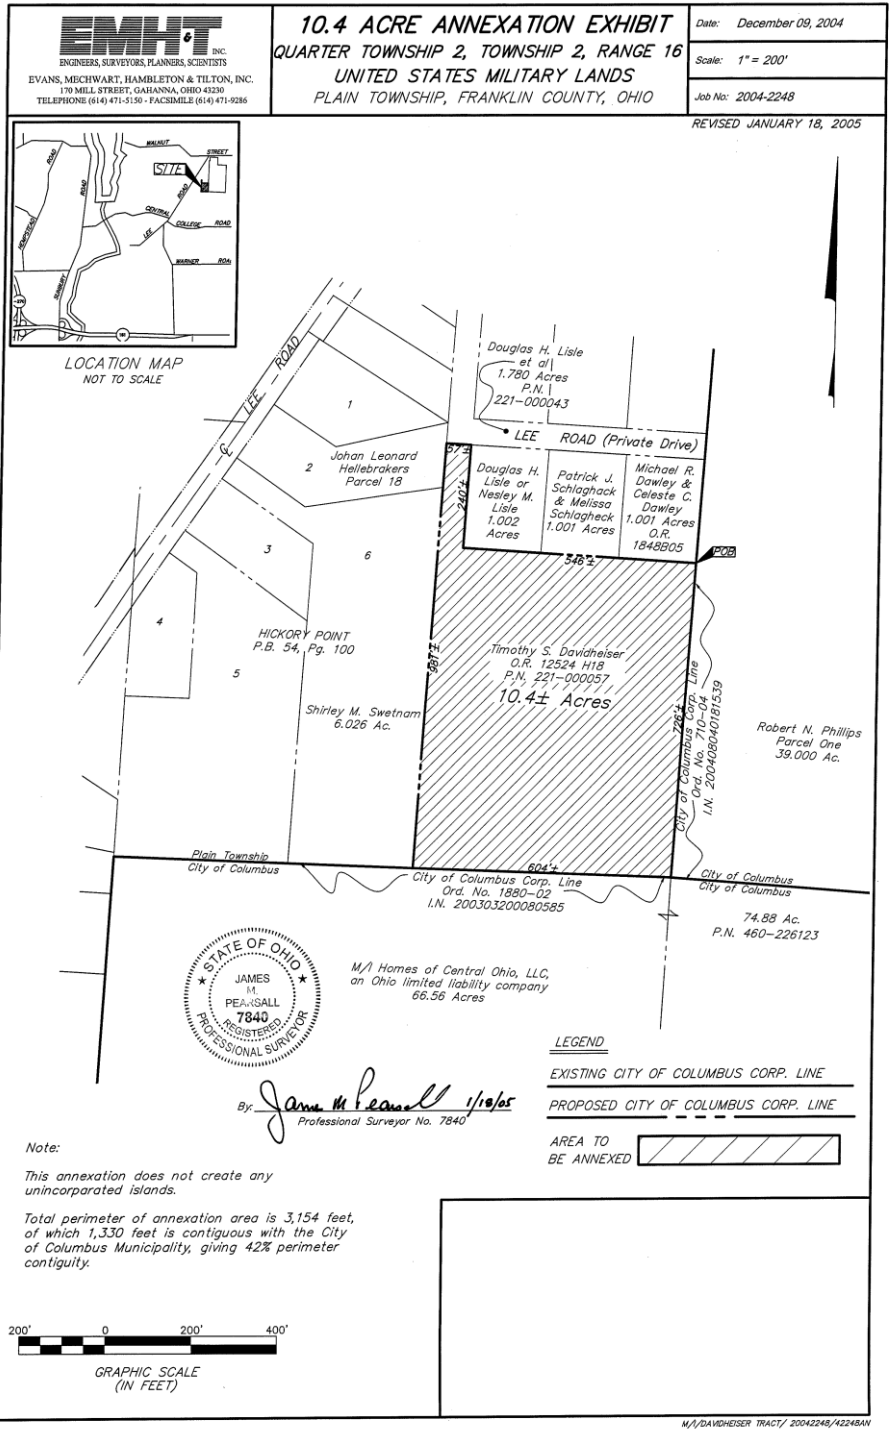 EMH&T INC.
ENGINEERS, SURVEYORS, PLANNERS, SCIENTISTS
EVANS, MECHWART, HAMBLETON & TILTON, INC.
170 MILL STREET, GAHANNA, OHIO 43230
TELEPHONE (614) 471-5150 - FACSIMILE (614) 471-9286
10.4 ACRE ANNEXATION EXHIBIT
QUARTER TOWNSHIP 2, TOWNSHIP 2, RANGE 16
UNITED STATES MILITARY LANDS
PLAIN TOWNSHIP, FRANKLIN COUNTY, OHIO
Date: December 09, 2004
Scale: 1" = 200'
Job No: 2004-2248
REVISED JANUARY 18, 2005
WALNUT STREET
SITE
ROAD
ROAD
ROAD
HEMPSTEAD
CENTRAL
COLLEGE ROAD
LEE
WARNER ROA
SUNBURY
270
161
LOCATION MAP
NOT TO SCALE
℄ LEE ROAD
Douglas H. Lisle
et al
1.780 Acres
P.N.
221-000043
LEE ROAD (Private Drive)
1
2
Johan Leonard
Hellebrakers
Parcel 18
57'±
240'±
Douglas H.
Lisle or
Nesley M.
Lisle
1.002
Acres
Patrick J.
Schlaghack
& Melissa
Schlagheck
1.001 Acres
Michael R.
Dawley &
Celeste C.
Dawley
1.001 Acres
O.R.
1848B05
POB
546'±
3
6
4
HICKORY POINT
P.B. 54, Pg. 100
5
981'±
Timothy S. Davidheiser
O.R. 12524 H18
P.N. 221-000057
10.4± Acres
Shirley M. Swetnam
6.026 Ac.
726'±
City of Columbus Corp. Line
Ord. No. 710-04
I.N. 200408040181539
Robert N. Phillips
Parcel One
39.000 Ac.
Plain Township
City of Columbus
604'±
City of Columbus Corp. Line
Ord. No. 1880-02
I.N. 200303200080585
City of Columbus
City of Columbus
74.88 Ac.
P.N. 460-226123
STATE OF OHIO
JAMES
M.
PEARSALL
7840
REGISTERED
PROFESSIONAL SURVEYOR
M/I Homes of Central Ohio, LLC,
an Ohio limited liability company
66.56 Acres
LEGEND
EXISTING CITY OF COLUMBUS CORP. LINE
PROPOSED CITY OF COLUMBUS CORP. LINE
AREA TO
BE ANNEXED
By: James M Pearsall 1/18/05
Professional Surveyor No. 7840
Note:
This annexation does not create any
unincorporated islands.
Total perimeter of annexation area is 3,154 feet,
of which 1,330 feet is contiguous with the City
of Columbus Municipality, giving 42% perimeter
contiguity.
200' 0 200' 400'
GRAPHIC SCALE
(IN FEET)
M/I/DAVIDHEISER TRACT/ 20042248/42248AN